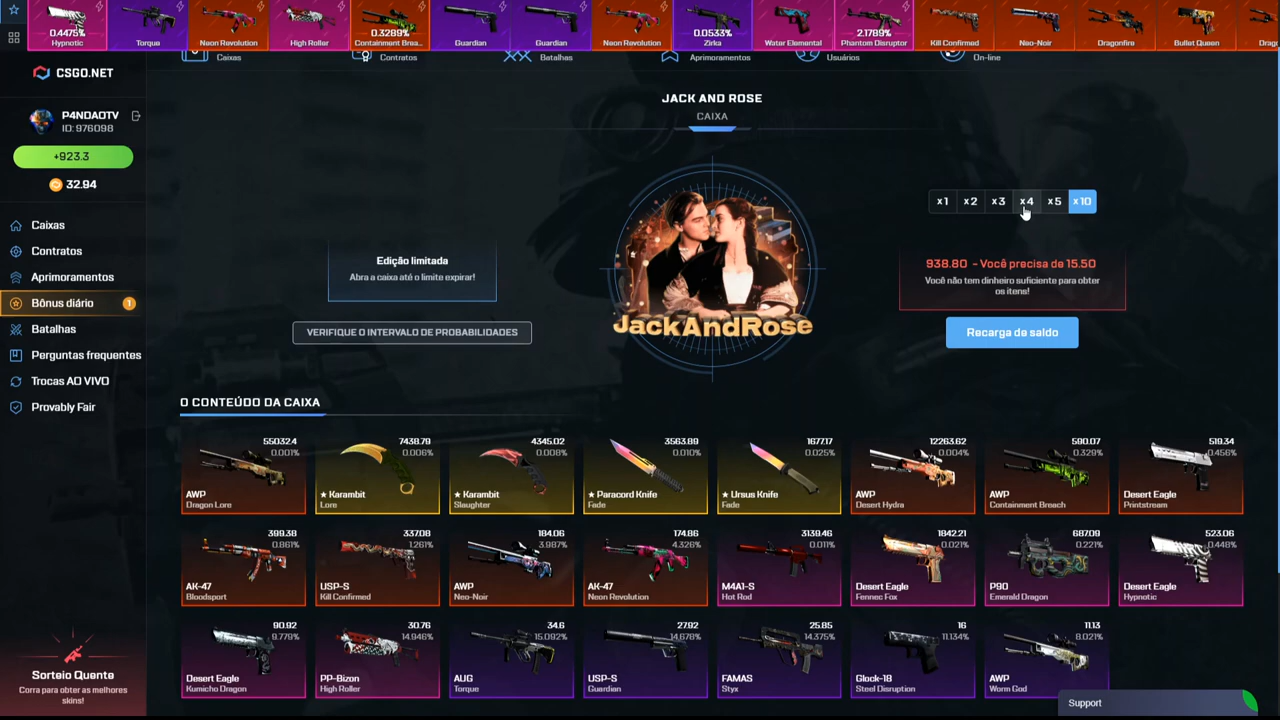 0.4475%
Hypnotic
Torque
Neon Revolution
High Roller
0.3289%
Containment Brea...
Guardian
Guardian
Neon Revolution
0.0533%
Zirka
Water Elemental
2.1789%
Phantom Disruptor
Kill Confirmed
Neo-Noir
Dragonfire
Bullet Queen
Drago
Caixas
Contratos
Batalhas
Aprimoramentos
Usuários
On-line
CSGO.NET
P4NDAOTV
ID: 976098
+923.3
32.94
Caixas
Contratos
Aprimoramentos
Bônus diário
1
Batalhas
Perguntas frequentes
Trocas AO VIVO
Provably Fair
Sorteio Quente
Corra para obter as melhores
skins!
JACK AND ROSE
CAIXA
Edição limitada
Abra a caixa até o limite expirar!
VERIFIQUE O INTERVALO DE PROBABILIDADES
JackAndRose
x1
x2
x3
x4
x5
x10
938.80 - Você precisa de 15.50
Você não tem dinheiro suficiente para obter
os itens!
Recarga de saldo
O CONTEÚDO DA CAIXA
55032.4
0.001%
AWP
Dragon Lore
7438.79
0.006%
★ Karambit
Lore
4345.02
0.008%
★ Karambit
Slaughter
3563.89
0.010%
★ Paracord Knife
Fade
1677.17
0.025%
★ Ursus Knife
Fade
12263.62
0.004%
AWP
Desert Hydra
590.07
0.329%
AWP
Containment Breach
519.34
0.456%
Desert Eagle
Printstream
399.38
0.861%
AK-47
Bloodsport
337.08
1.261%
USP-S
Kill Confirmed
184.06
3.987%
AWP
Neo-Noir
174.86
4.326%
AK-47
Neon Revolution
3139.46
0.011%
M4A1-S
Hot Rod
1842.21
0.021%
Desert Eagle
Fennec Fox
687.09
0.221%
P90
Emerald Dragon
523.06
0.448%
Desert Eagle
Hypnotic
90.92
9.779%
Desert Eagle
Kumicho Dragon
30.76
14.946%
PP-Bizon
High Roller
34.6
15.092%
AUG
Torque
27.92
14.678%
USP-S
Guardian
25.85
14.375%
FAMAS
Styx
16
11.134%
Glock-18
Steel Disruption
11.13
8.021%
AWP
Worm God
Support